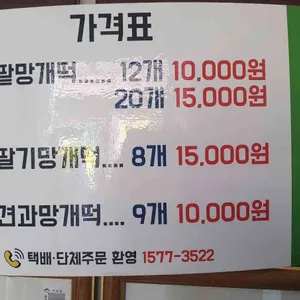 가격표
팥망개떡..... 12개 10,000원
20개 15,000원
딸기망개떡.... 8개 15,000원
견과망개떡.... 9개 10,000원
택배·단체주문 환영 1577-3522